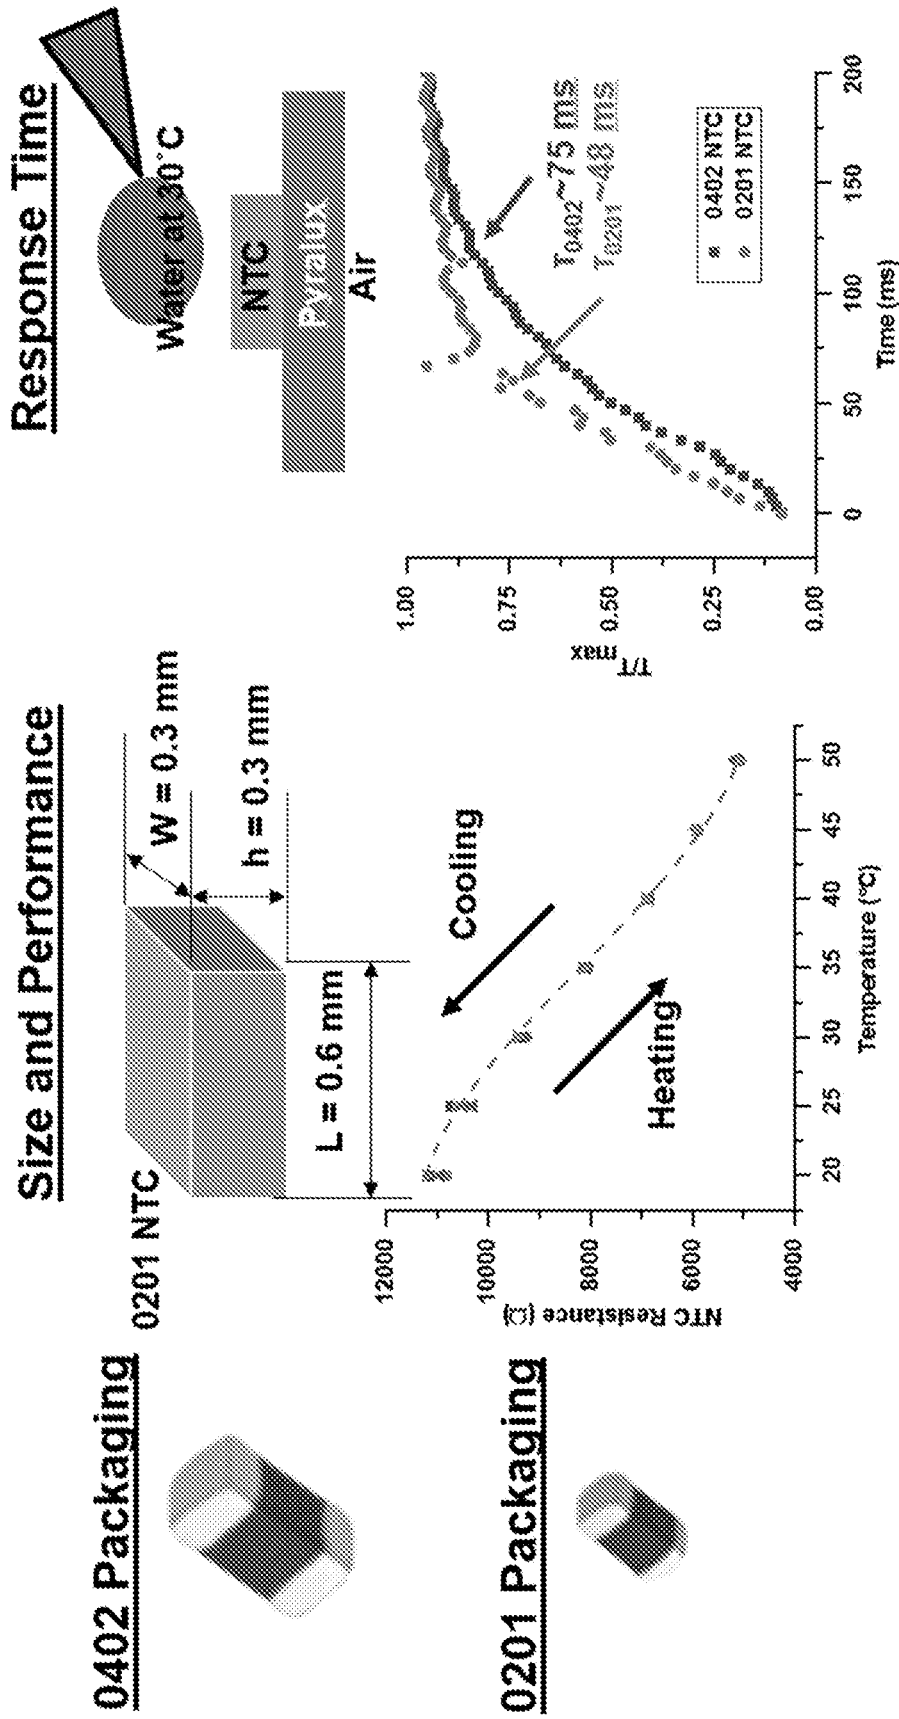 0402 Packaging
0201 Packaging
Size and Performance
0201 NTC
W = 0.3 mm
h = 0.3 mm
L = 0.6 mm
12000
10000
8000
6000
4000
NTC Resistance (Ω)
Cooling
Heating
20
25
30
35
40
45
50
Temperature (°C)
Response Time
Water at 30°C
NTC
Pyralux
Air
1.00
0.75
0.50
0.25
0.00
T/Tmax
T0402~75 ms
T0201~48 ms
0402 NTC
0201 NTC
0
50
100
150
200
Time (ms)